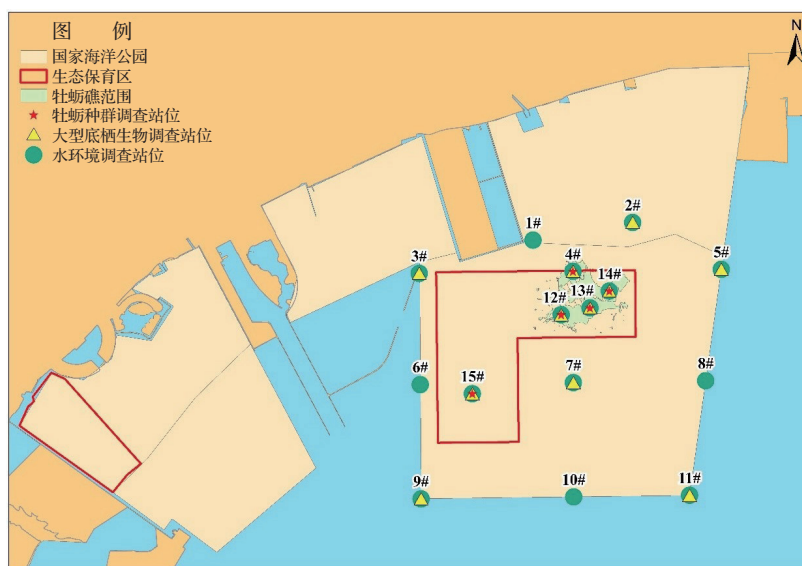 图 例
国家海洋公园
生态保育区
牡蛎礁范围
牡蛎种群调查站位
大型底栖生物调查站位
水环境调查站位
N
2#
1#
3#
4#
5#
14#
13#
12#
6#
7#
8#
15#
9#
10#
11#